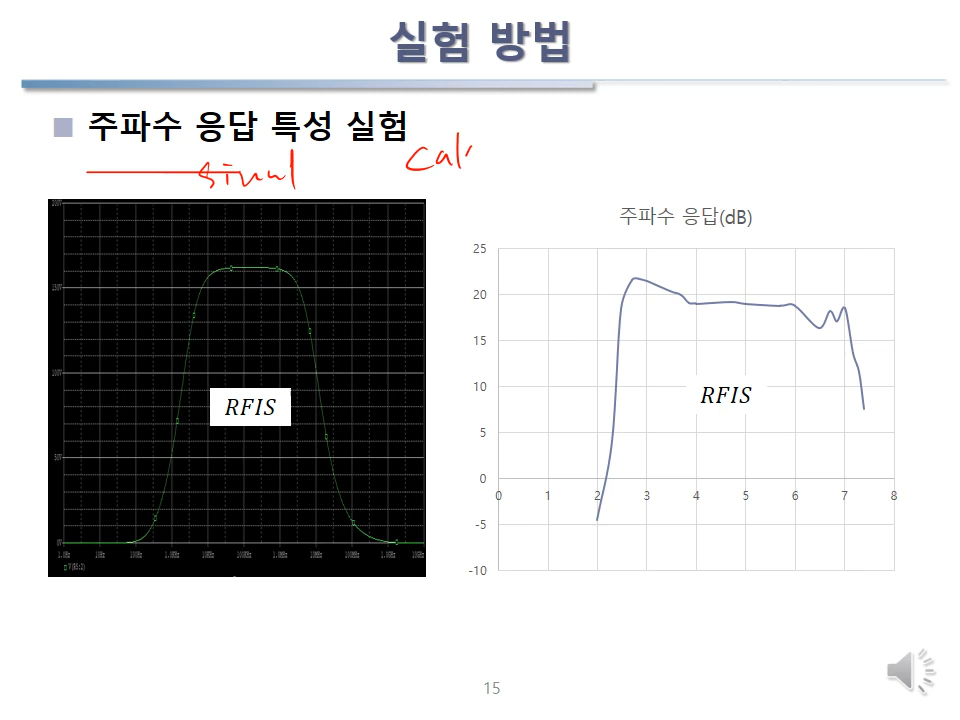 실험 방법
주파수 응답 특성 실험
simul
Cal
RFIS
주파수 응답(dB)
25
20
15
10
5
0
-5
-10
0 1 2 3 4 5 6 7 8
RFIS
15